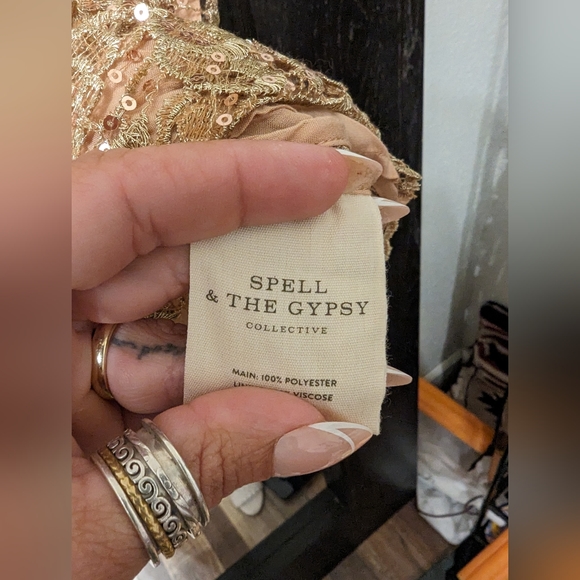 SPELL
& THE GYPSY
COLLECTIVE
MAIN: 100% POLYESTER
VISCOSE